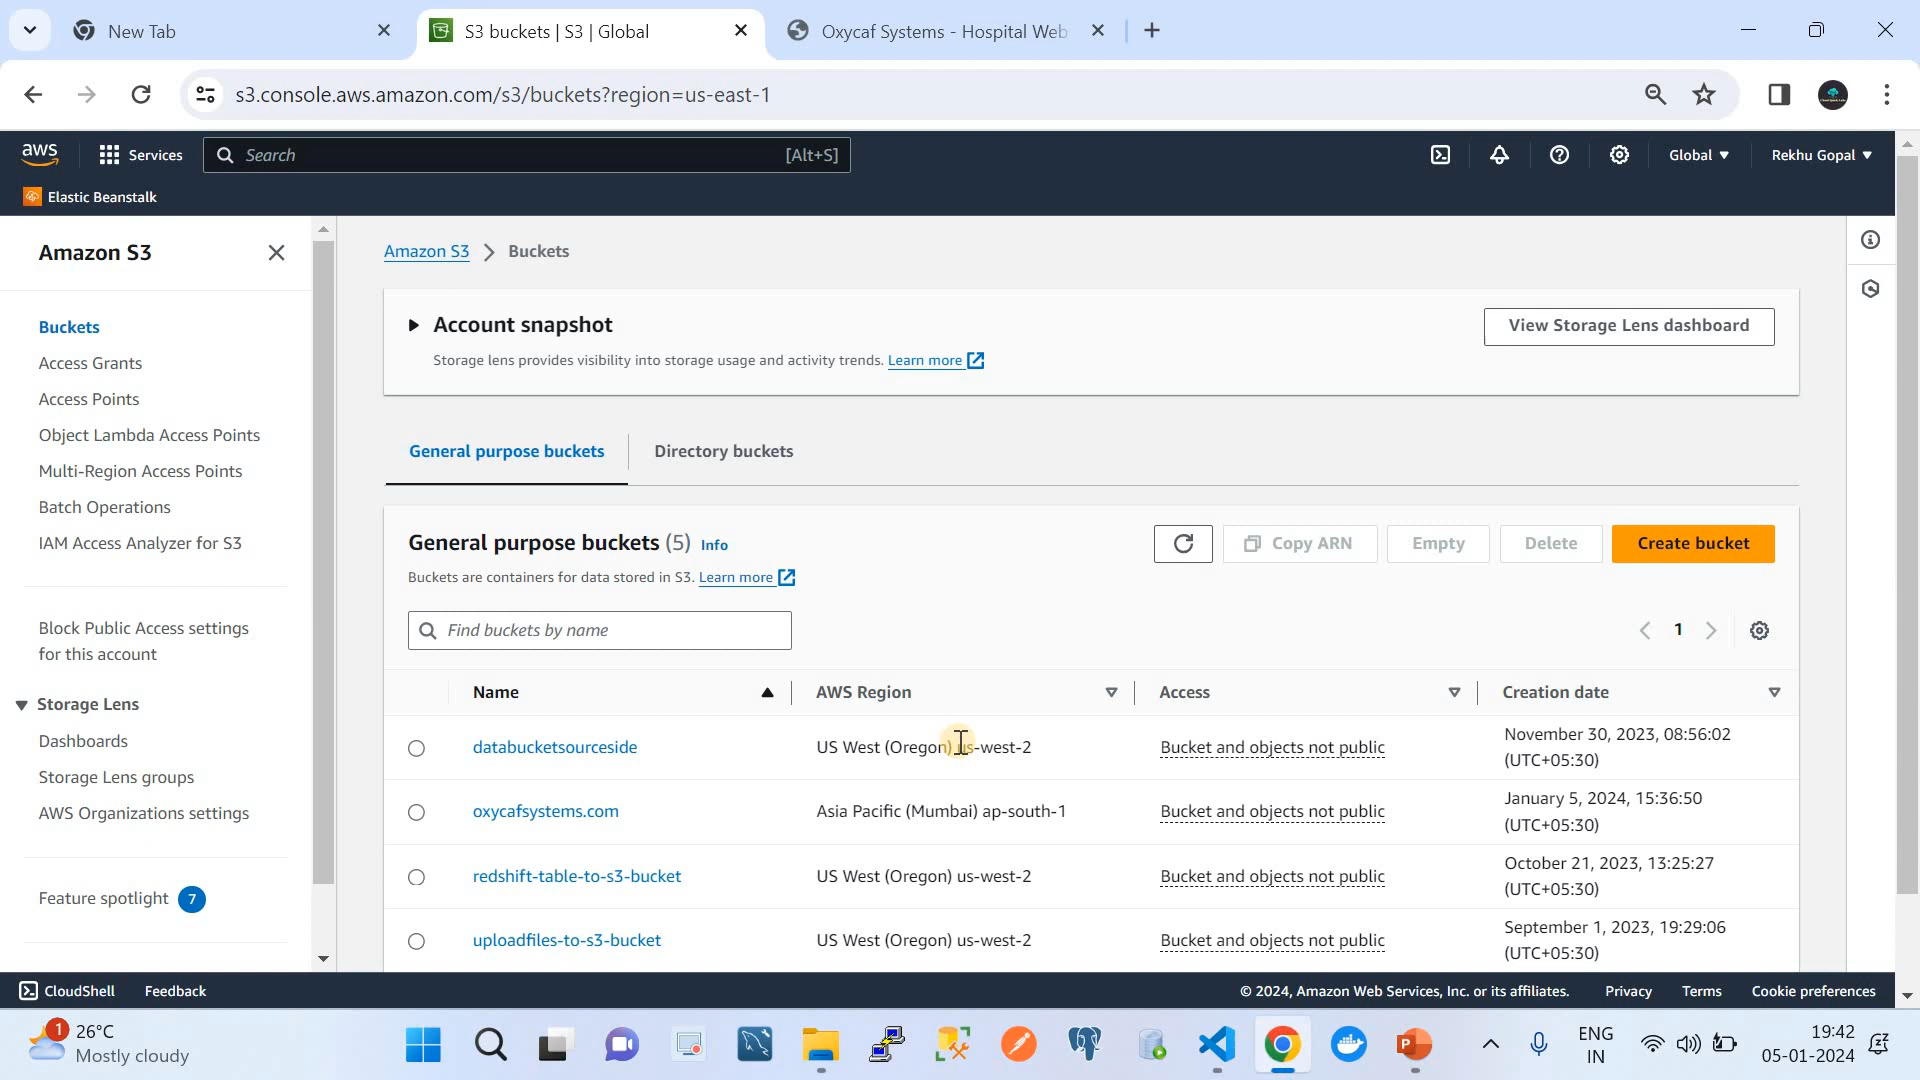 New Tab
S3 buckets | S3 | Global
Oxycaf Systems - Hospital Web
s3.console.aws.amazon.com/s3/buckets?region=us-east-1
aws
Services
Search
[Alt+S]
Global
Rekhu Gopal
Elastic Beanstalk
Amazon S3
Buckets
Access Grants
Access Points
Object Lambda Access Points
Multi-Region Access Points
Batch Operations
IAM Access Analyzer for S3
Block Public Access settings
for this account
Storage Lens
Dashboards
Storage Lens groups
AWS Organizations settings
Feature spotlight 7
Amazon S3
Buckets
Account snapshot
Storage lens provides visibility into storage usage and activity trends. Learn more
View Storage Lens dashboard
General purpose buckets
Directory buckets
General purpose buckets (5) Info
Buckets are containers for data stored in S3. Learn more
Copy ARN
Empty
Delete
Create bucket
Find buckets by name
1
Name
AWS Region
Access
Creation date
databucketsourceside
US West (Oregon) us-west-2
Bucket and objects not public
November 30, 2023, 08:56:02
(UTC+05:30)
oxycafsystems.com
Asia Pacific (Mumbai) ap-south-1
Bucket and objects not public
January 5, 2024, 15:36:50
(UTC+05:30)
redshift-table-to-s3-bucket
US West (Oregon) us-west-2
Bucket and objects not public
October 21, 2023, 13:25:27
(UTC+05:30)
uploadfiles-to-s3-bucket
US West (Oregon) us-west-2
Bucket and objects not public
September 1, 2023, 19:29:06
(UTC+05:30)
CloudShell
Feedback
© 2024, Amazon Web Services, Inc. or its affiliates.
Privacy
Terms
Cookie preferences
1
26°C
Mostly cloudy
ENG
IN
19:42
05-01-2024